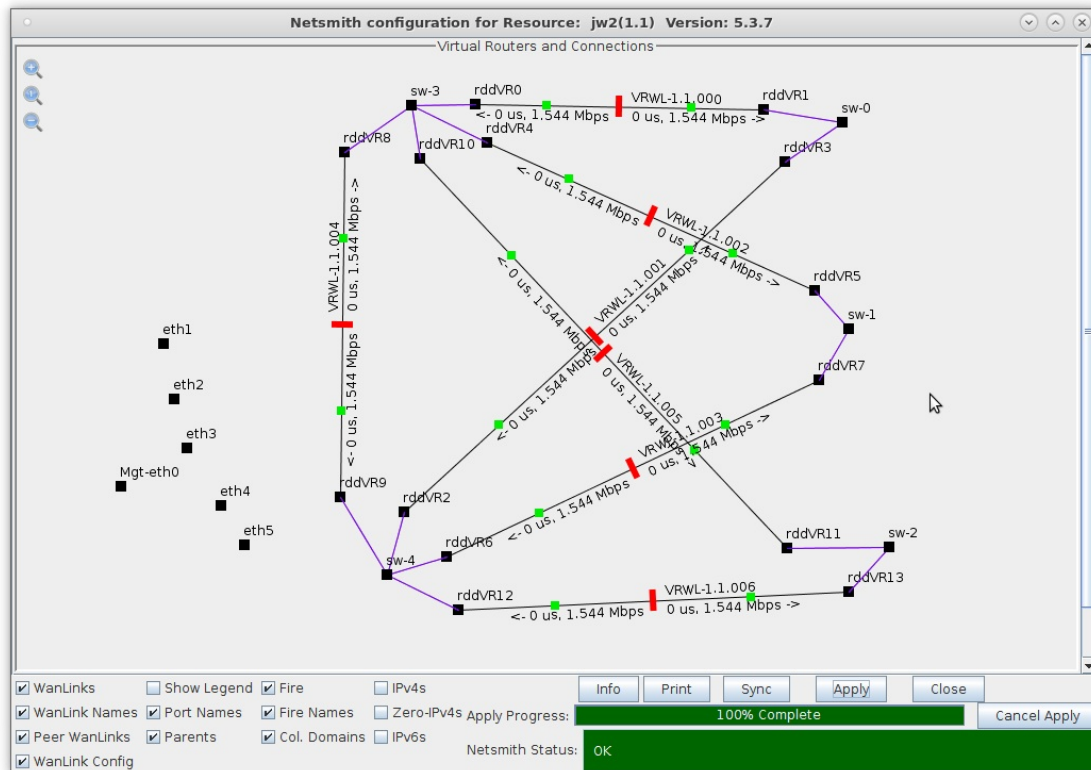 Netsmith configuration for Resource:  jw2(1.1)  Version: 5.3.7
Virtual Routers and Connections
sw-3
rddVR0
VRWL-1.1.000
rddVR1
sw-0
<- 0 us, 1.544 Mbps
0 us, 1.544 Mbps ->
rddVR4
rddVR8
rddVR10
rddVR3
<- 0 us, 1.544 Mbps
VRWL-1.1.002
0 us, 1.544 Mbps ->
VRWL-1.1.004
0 us, 1.544 Mbps ->
<- 0 us, 1.544 Mbps
VRWL-1.1.001
0 us, 1.544 Mbps ->
<- 0 us, 1.544 Mbps
rddVR5
sw-1
rddVR7
<- 0 us, 1.544 Mbps
VRWL-1.1.005
0 us, 1.544 Mbps ->
VRWL-1.1.003
0 us, 1.544 Mbps ->
<- 0 us, 1.544 Mbps
eth1
eth2
eth3
Mgt-eth0
eth4
eth5
rddVR9
rddVR2
rddVR6
sw-4
rddVR12
rddVR11
sw-2
rddVR13
VRWL-1.1.006
<- 0 us, 1.544 Mbps
0 us, 1.544 Mbps ->
WanLinks
Show Legend
Fire
IPv4s
Info
Print
Sync
Apply
Close
WanLink Names
Port Names
Fire Names
Zero-IPv4s
Apply Progress:
100% Complete
Cancel Apply
Peer WanLinks
Parents
Col. Domains
IPv6s
Netsmith Status:
OK
WanLink Config